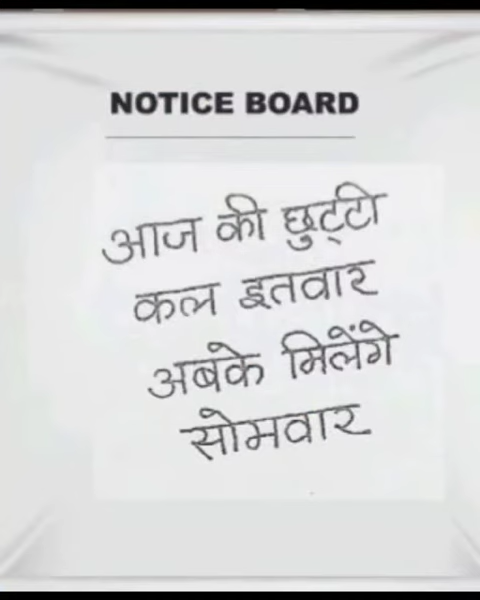 NOTICE BOARD
आज की छुट्टी
कल इतवार
अबके मिलेंगे
सोमवार